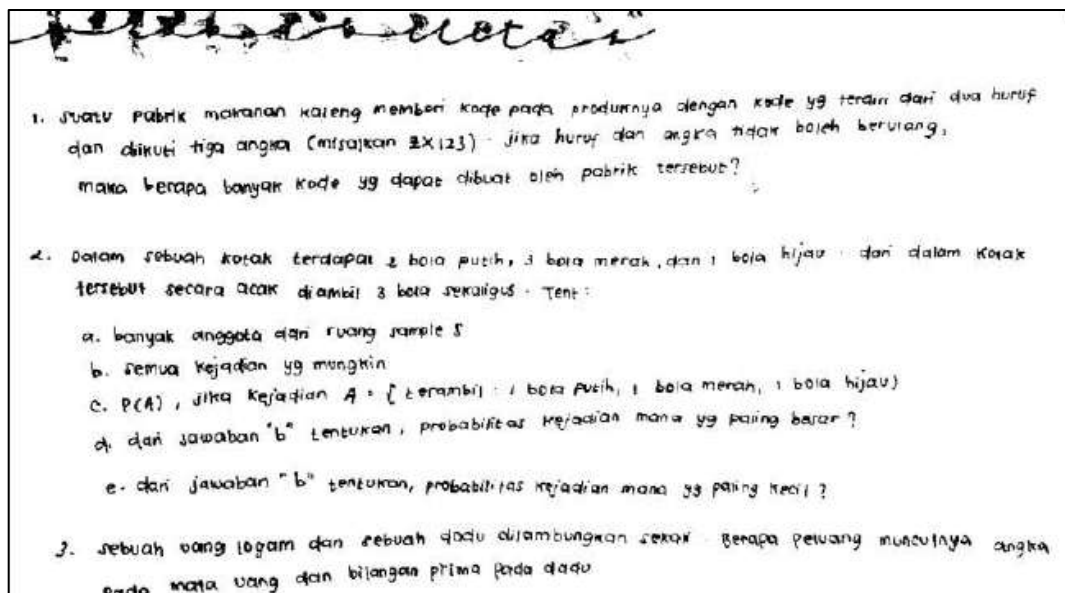 1. suatu pabrik makanan kaleng memberi kode pada produknya dengan kode yg terdiri dari dua huruf
dan diikuti tiga angka (misalkan ZX123). jika huruf dan angka tidak boleh berulang,
maka berapa banyak kode yg dapat dibuat oleh pabrik tersebut?
2. Dalam sebuah kotak terdapat 2 bola putih, 3 bola merah, dan 1 bola hijau. dari dalam kotak
tersebut secara acak diambil 3 bola sekaligus. Tent:
a. banyak anggota dari ruang sample S
b. semua kejadian yg mungkin
c. P(A), jika kejadian A = { terambil : 1 bola putih, 1 bola merah, 1 bola hijau}
d. dari jawaban "b" tentukan, probabilitas kejadian mana yg paling besar?
e. dari jawaban "b" tentukan, probabilitas kejadian mana yg paling kecil?
3. sebuah uang logam dan sebuah dadu dilambungkan sekali. Berapa peluang munculnya angka
pada mata uang dan bilangan prima pada dadu